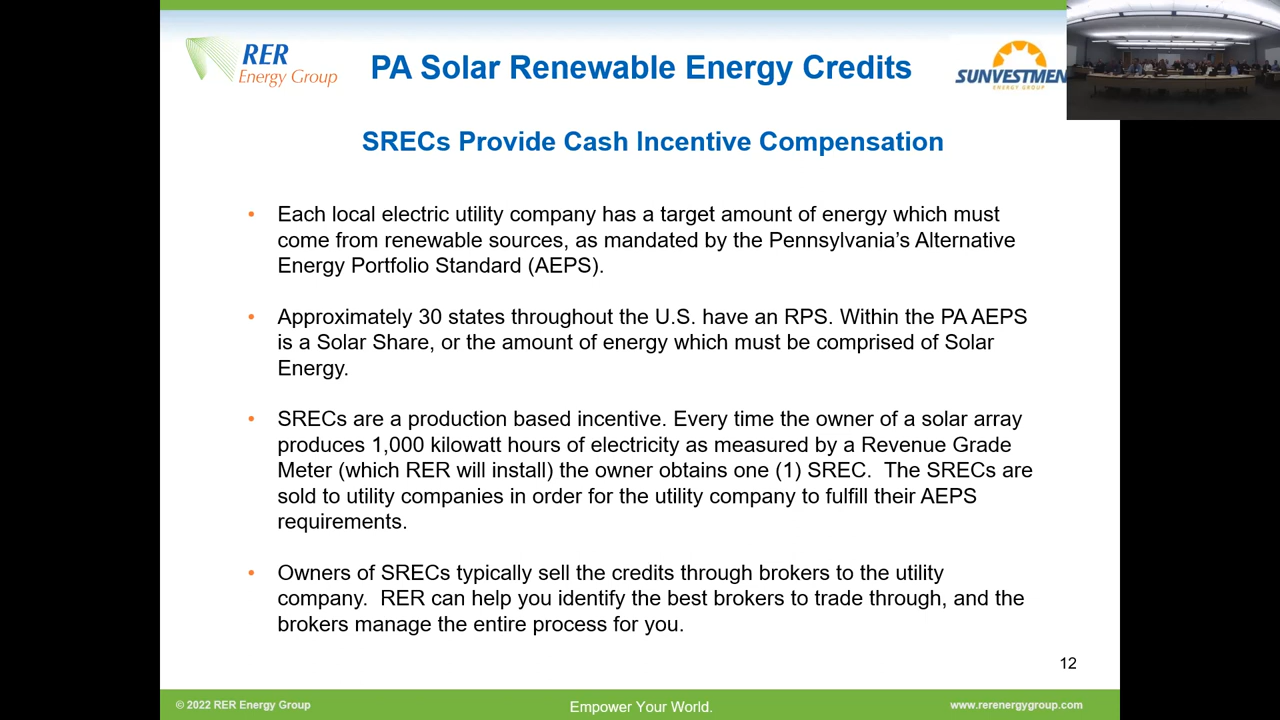 RER
Energy Group
PA Solar Renewable Energy Credits
SUNVESTMEN
ENERGY GROUP
SRECs Provide Cash Incentive Compensation
• Each local electric utility company has a target amount of energy which must
come from renewable sources, as mandated by the Pennsylvania’s Alternative
Energy Portfolio Standard (AEPS).
• Approximately 30 states throughout the U.S. have an RPS. Within the PA AEPS
is a Solar Share, or the amount of energy which must be comprised of Solar
Energy.
• SRECs are a production based incentive. Every time the owner of a solar array
produces 1,000 kilowatt hours of electricity as measured by a Revenue Grade
Meter (which RER will install) the owner obtains one (1) SREC.  The SRECs are
sold to utility companies in order for the utility company to fulfill their AEPS
requirements.
• Owners of SRECs typically sell the credits through brokers to the utility
company.  RER can help you identify the best brokers to trade through, and the
brokers manage the entire process for you.
12
© 2022 RER Energy Group
Empower Your World.
www.rerenergygroup.com